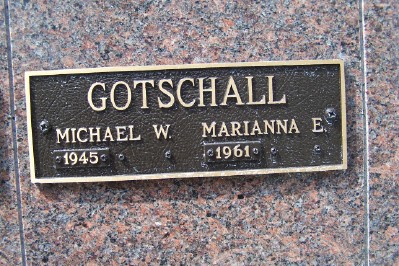 GOTSCHALL
MICHAEL W. MARIANNA E.
1945 1961